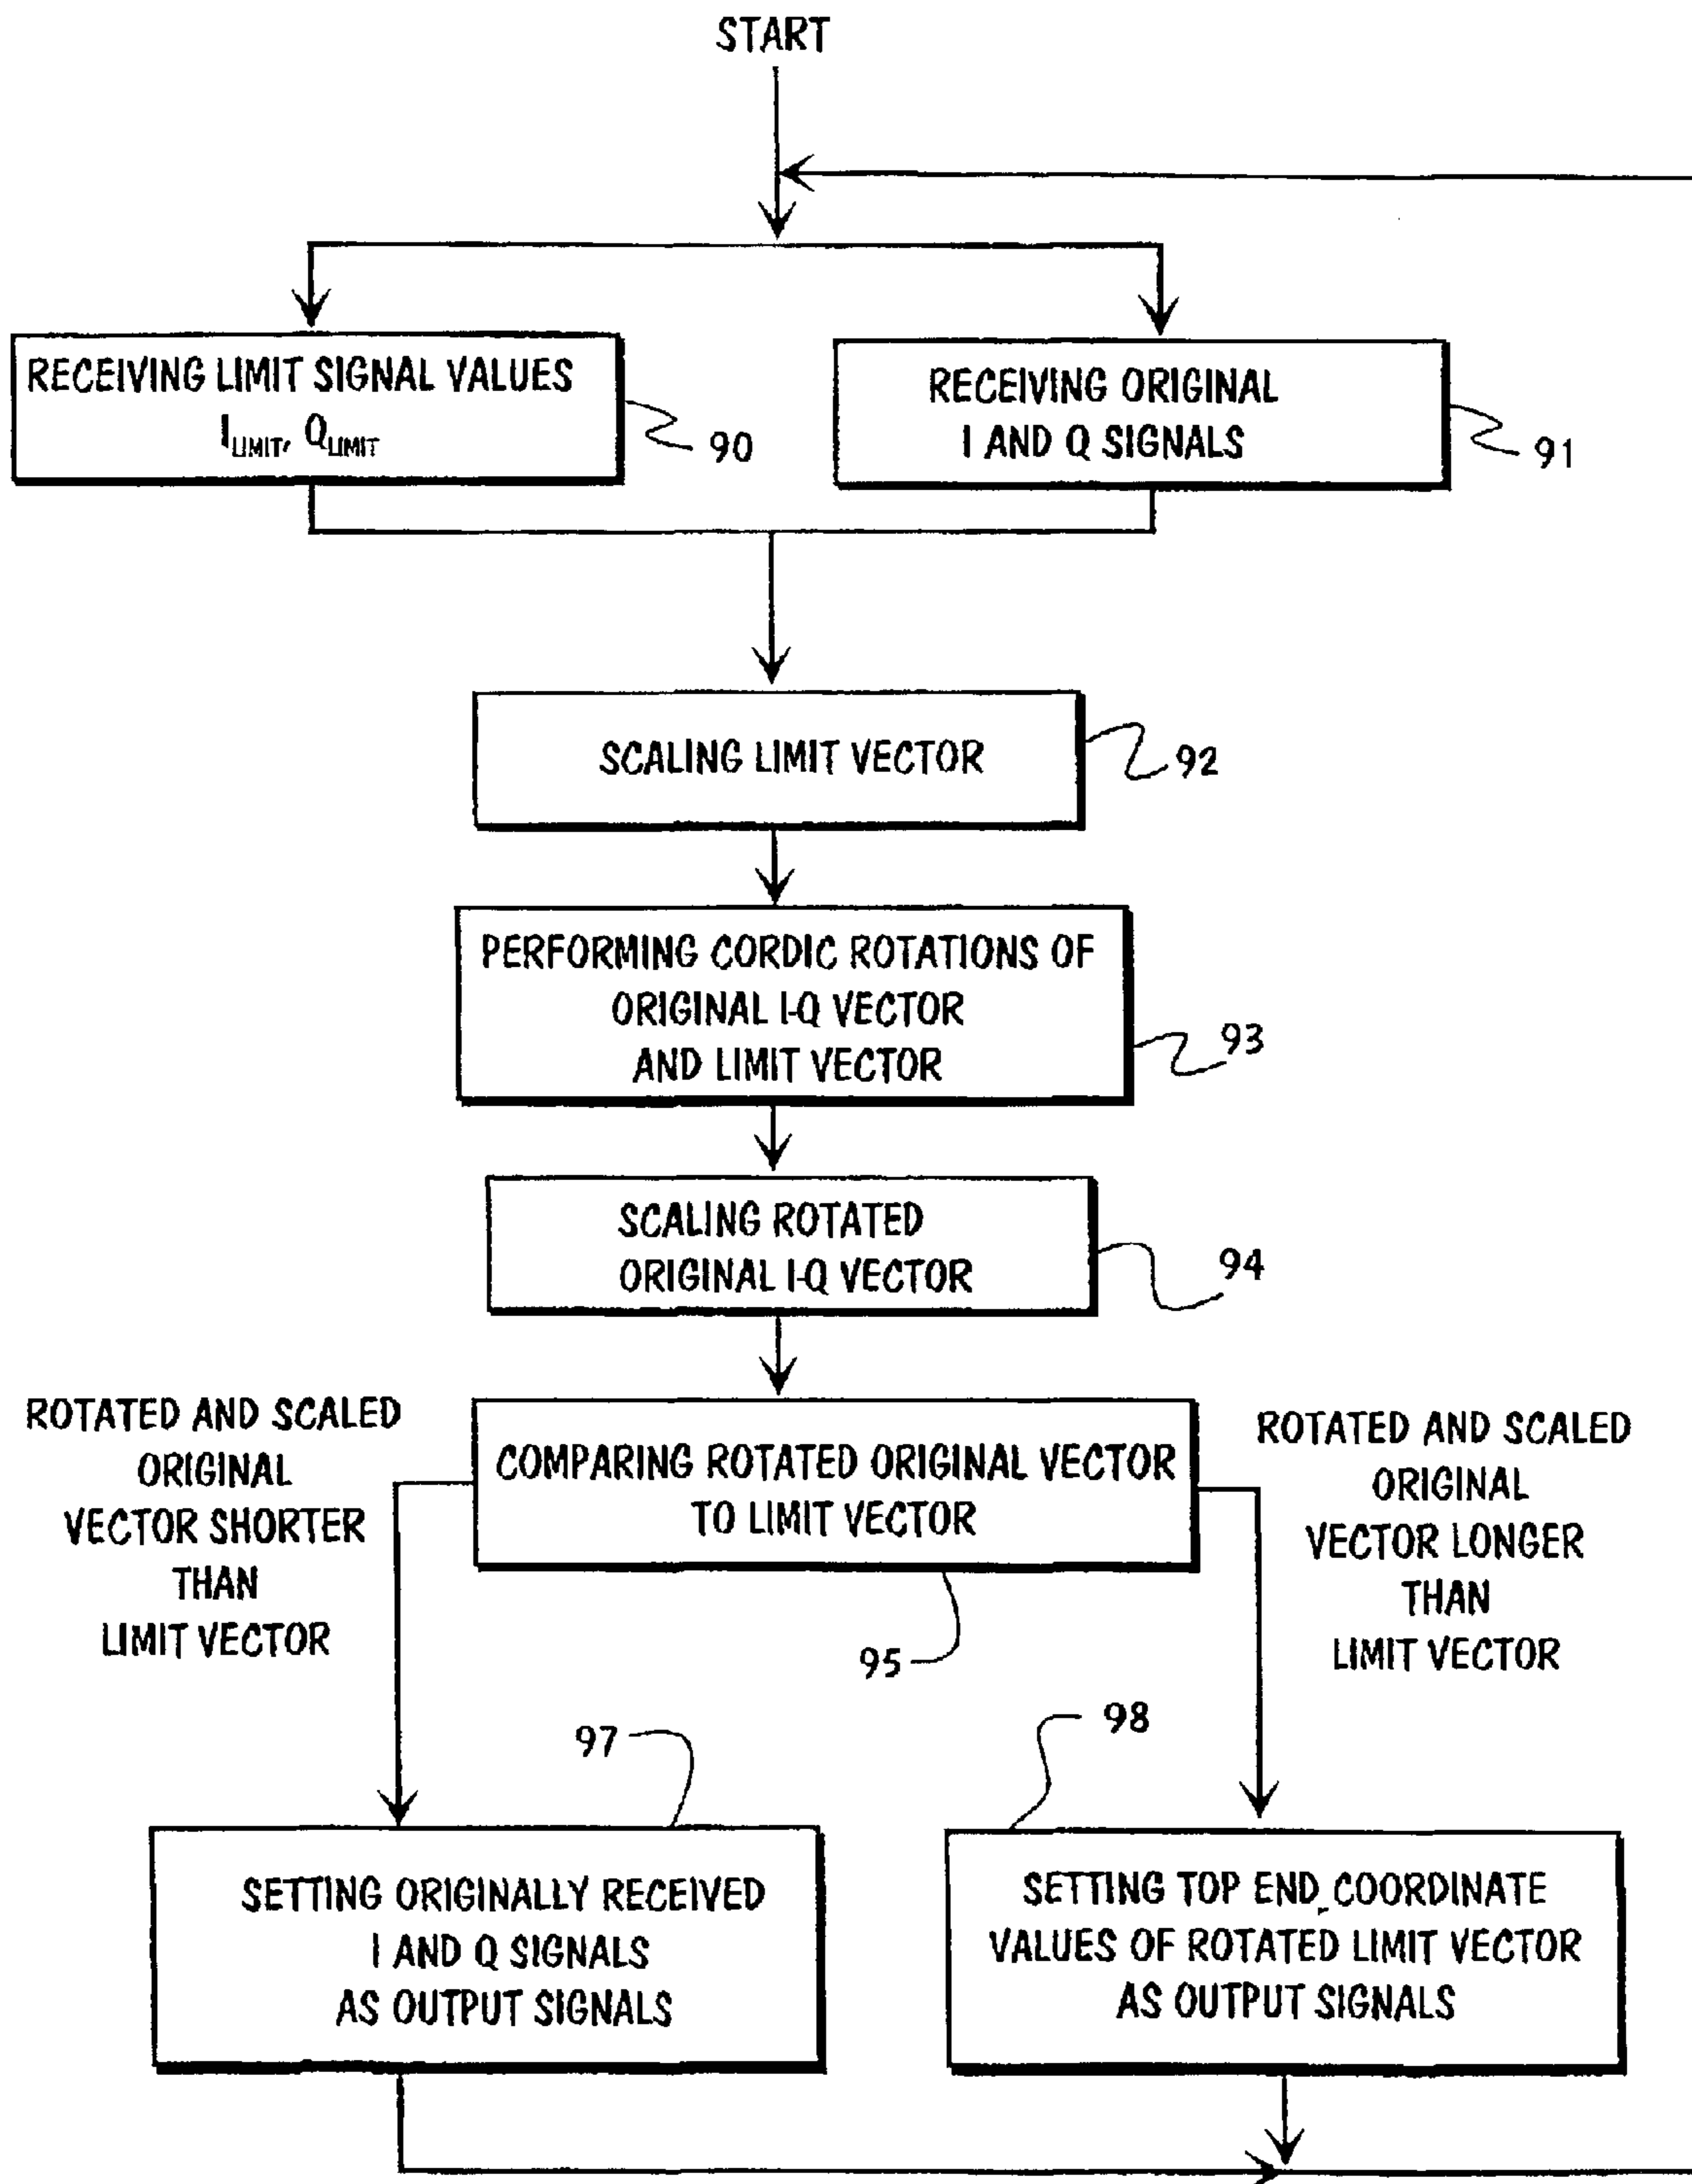 START
RECEIVING LIMIT SIGNAL VALUES
I_LIMIT, Q_LIMIT
90
RECEIVING ORIGINAL
I AND Q SIGNALS
91
SCALING LIMIT VECTOR
92
PERFORMING CORDIC ROTATIONS OF
ORIGINAL I-Q VECTOR
AND LIMIT VECTOR
93
SCALING ROTATED
ORIGINAL I-Q VECTOR
94
ROTATED AND SCALED
ORIGINAL
VECTOR SHORTER
THAN
LIMIT VECTOR
COMPARING ROTATED ORIGINAL VECTOR
TO LIMIT VECTOR
95
ROTATED AND SCALED
ORIGINAL
VECTOR LONGER
THAN
LIMIT VECTOR
97
98
SETTING ORIGINALLY RECEIVED
I AND Q SIGNALS
AS OUTPUT SIGNALS
SETTING TOP END COORDINATE
VALUES OF ROTATED LIMIT VECTOR
AS OUTPUT SIGNALS